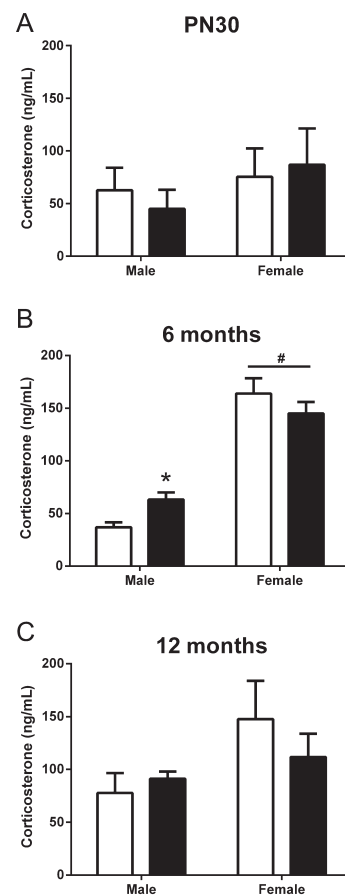 A
PN30
Corticosterone (ng/mL)
200
150
100
50
0
Male
Female
B
6 months
Corticosterone (ng/mL)
200
150
100
50
0
*
#
Male
Female
C
12 months
Corticosterone (ng/mL)
200
150
100
50
0
Male
Female